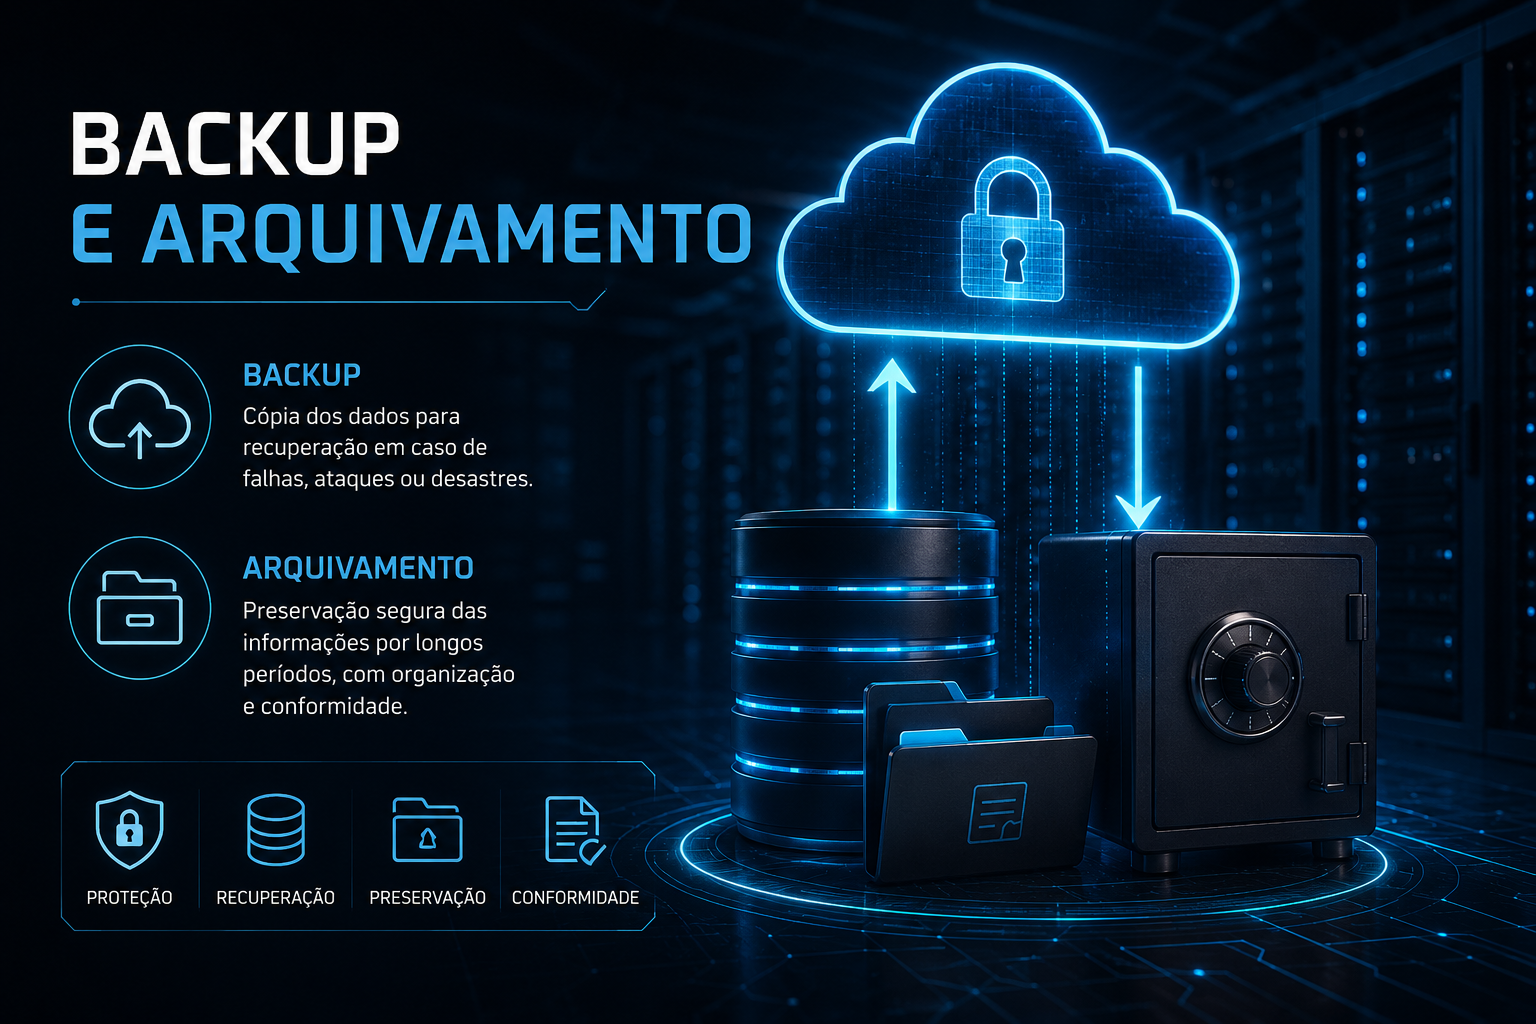 BACKUP
E ARQUIVAMENTO
BACKUP
Cópia dos dados para
recuperação em caso de
falhas, ataques ou desastres.
ARQUIVAMENTO
Preservação segura das
informações por longos
períodos, com organização
e conformidade.
PROTEÇÃO
RECUPERAÇÃO
PRESERVAÇÃO
CONFORMIDADE